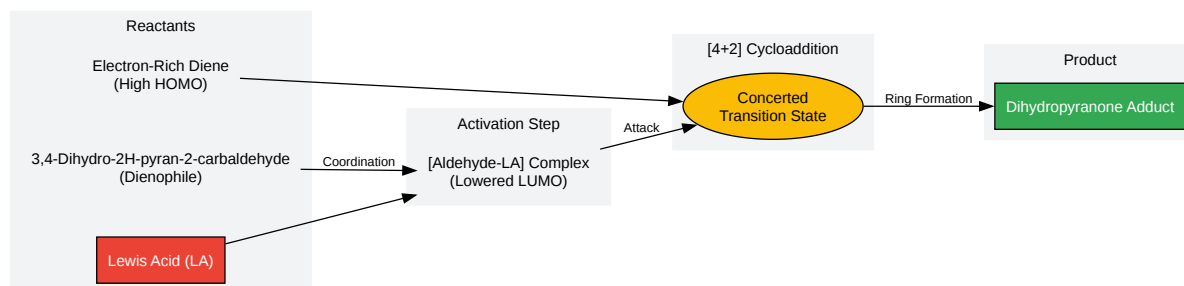 Reactants
Electron-Rich Diene
(High HOMO)
3,4-Dihydro-2H-pyran-2-carbaldehyde
(Dienophile)
Lewis Acid (LA)
Coordination
Activation Step
[Aldehyde-LA] Complex
(Lowered LUMO)
Attack
[4+2] Cycloaddition
Concerted
Transition State
Ring Formation
Product
Dihydropyranone Adduct